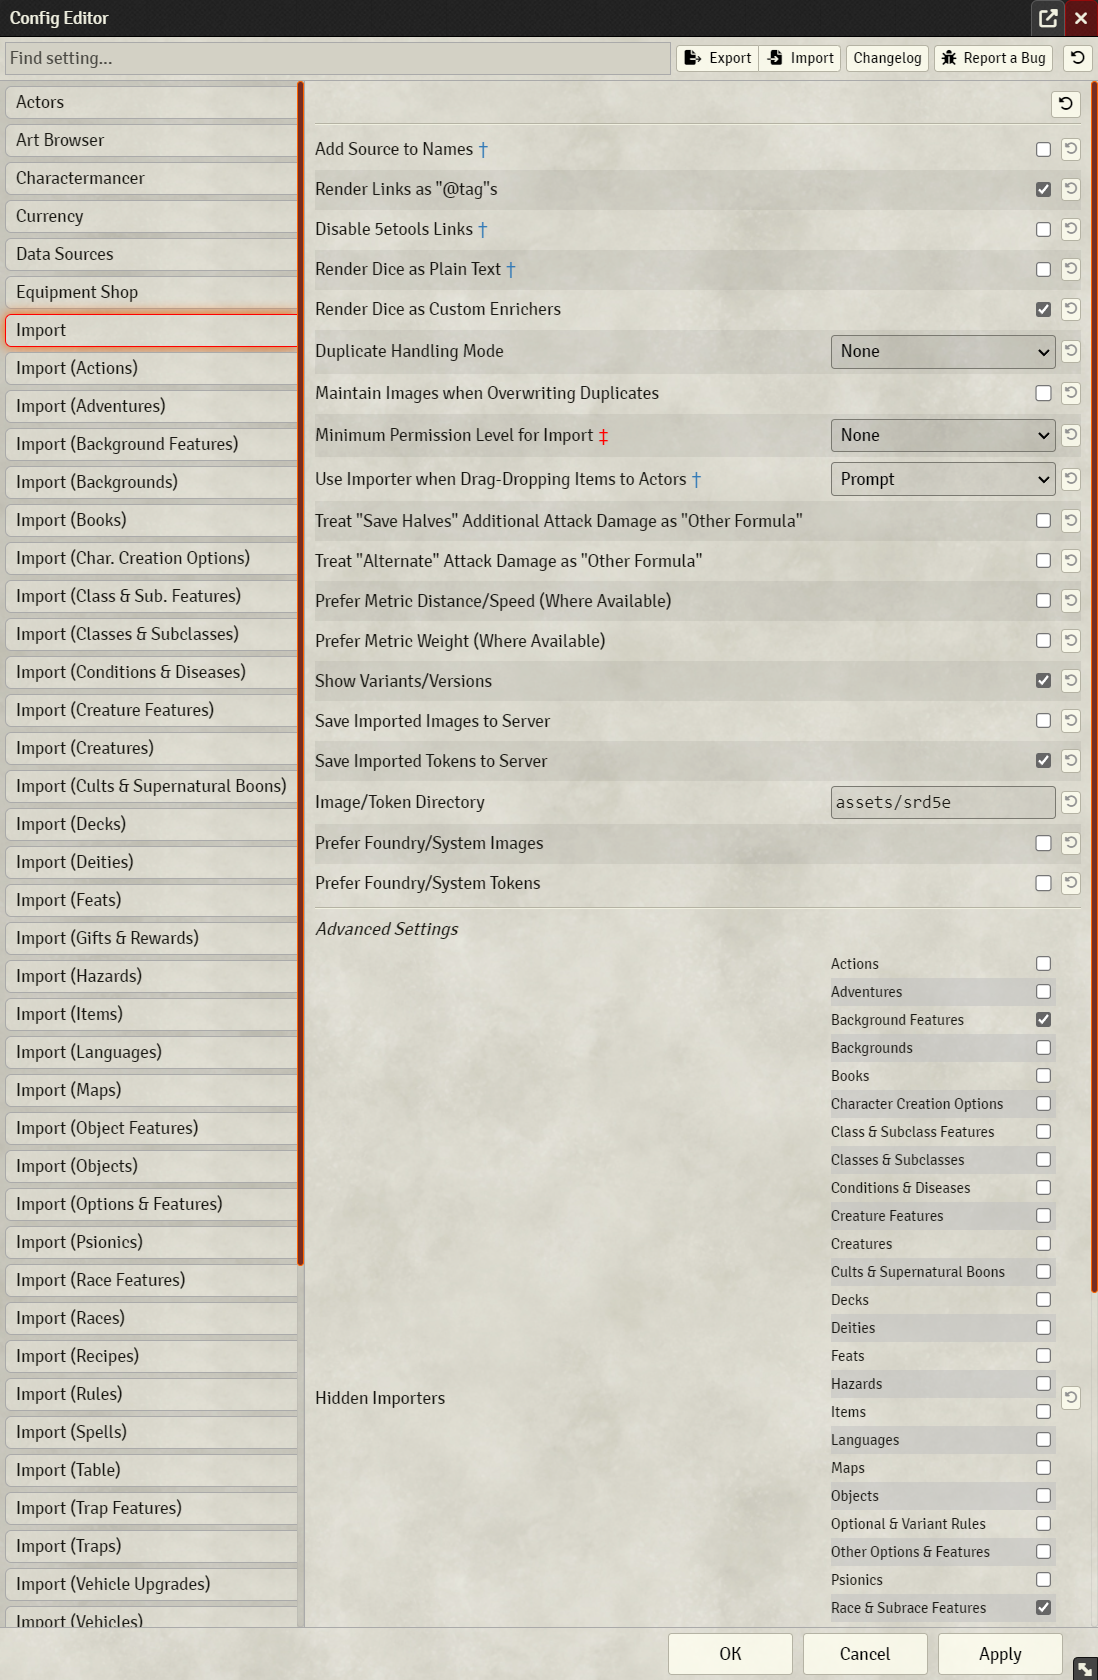 Config Editor
Find setting...
Export
Import
Changelog
Report a Bug
Actors
Art Browser
Charactermancer
Currency
Data Sources
Equipment Shop
Import
Import (Actions)
Import (Adventures)
Import (Background Features)
Import (Backgrounds)
Import (Books)
Import (Char. Creation Options)
Import (Class & Sub. Features)
Import (Classes & Subclasses)
Import (Conditions & Diseases)
Import (Creature Features)
Import (Creatures)
Import (Cults & Supernatural Boons)
Import (Decks)
Import (Deities)
Import (Feats)
Import (Gifts & Rewards)
Import (Hazards)
Import (Items)
Import (Languages)
Import (Maps)
Import (Object Features)
Import (Objects)
Import (Options & Features)
Import (Psionics)
Import (Race Features)
Import (Races)
Import (Recipes)
Import (Rules)
Import (Spells)
Import (Table)
Import (Trap Features)
Import (Traps)
Import (Vehicle Upgrades)
Import (Vehicles)
Add Source to Names †
Render Links as "@tag"s
Disable 5etools Links †
Render Dice as Plain Text †
Render Dice as Custom Enrichers
Duplicate Handling Mode None
Maintain Images when Overwriting Duplicates
Minimum Permission Level for Import ‡ None
Use Importer when Drag-Dropping Items to Actors † Prompt
Treat "Save Halves" Additional Attack Damage as "Other Formula"
Treat "Alternate" Attack Damage as "Other Formula"
Prefer Metric Distance/Speed (Where Available)
Prefer Metric Weight (Where Available)
Show Variants/Versions
Save Imported Images to Server
Save Imported Tokens to Server
Image/Token Directory assets/srd5e
Prefer Foundry/System Images
Prefer Foundry/System Tokens
Advanced Settings
Hidden Importers
Actions
Adventures
Background Features
Backgrounds
Books
Character Creation Options
Class & Subclass Features
Classes & Subclasses
Conditions & Diseases
Creature Features
Creatures
Cults & Supernatural Boons
Decks
Deities
Feats
Hazards
Items
Languages
Maps
Objects
Optional & Variant Rules
Other Options & Features
Psionics
Race & Subrace Features
OK
Cancel
Apply